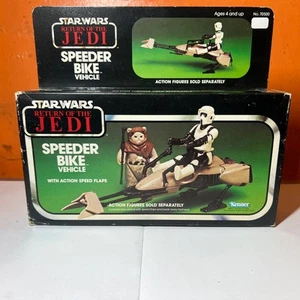 STAR WARS
RETURN OF THE
JEDI
SPEEDER
BIKE
VEHICLE
Ages 4 and up
No. 70500
ACTION FIGURES SOLD SEPARATELY
STAR WARS
RETURN OF THE
JEDI
SPEEDER
BIKE
VEHICLE
WITH ACTION SPEED FLAPS
ACTION FIGURES SOLD SEPARATELY
Kenner